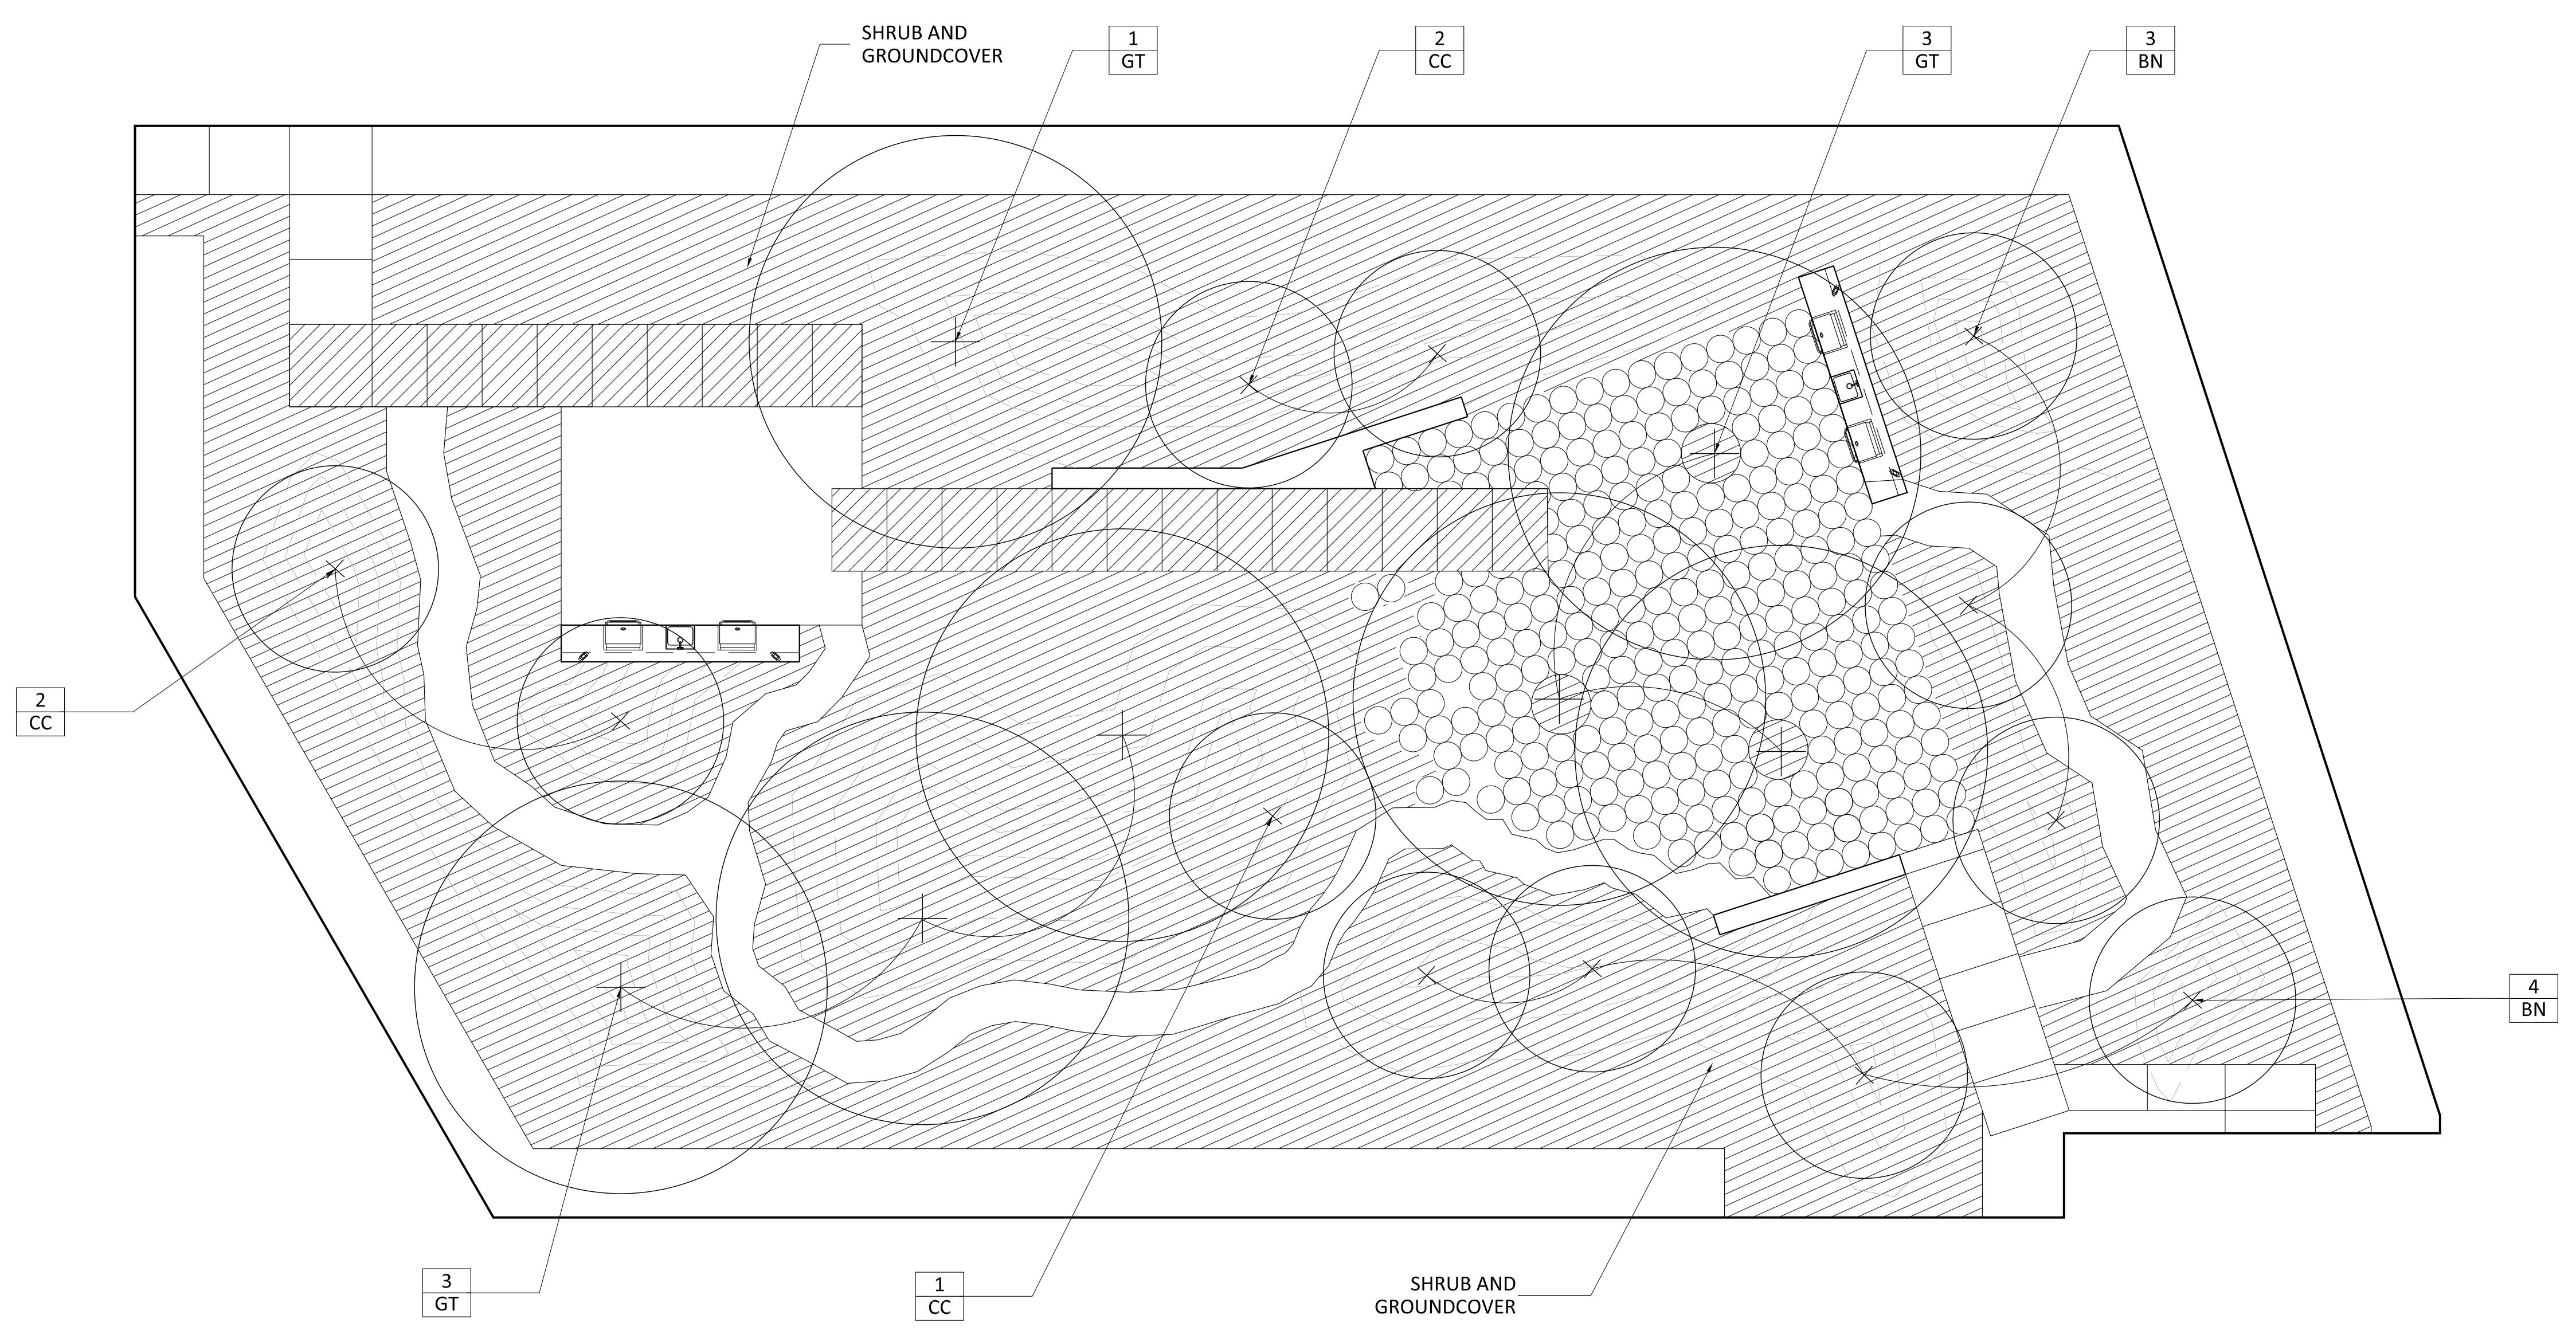 SHRUB AND
GROUNDCOVER
1
GT
2
CC
3
GT
3
BN
2
CC
4
BN
3
GT
1
CC
SHRUB AND
GROUNDCOVER